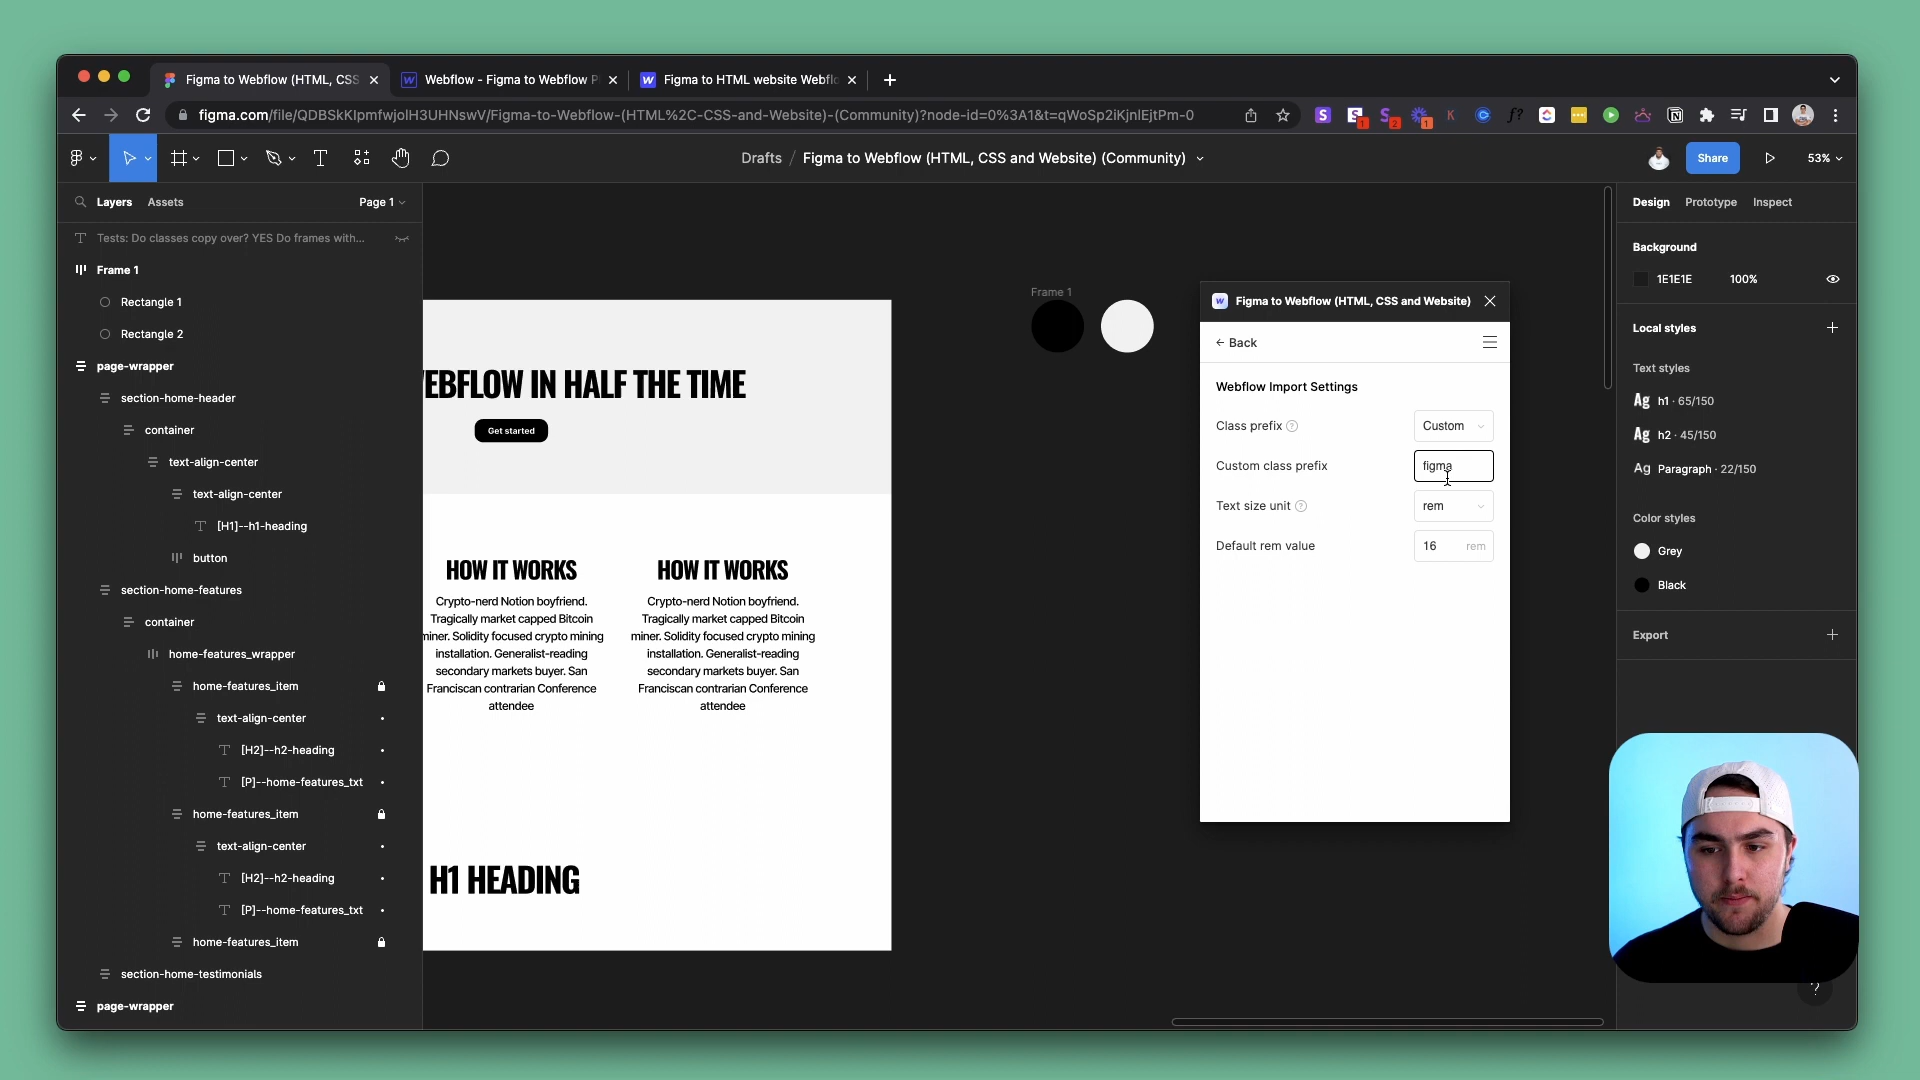 Figma to Webflow (HTML, CSS
Webflow - Figma to Webflow P
Figma to HTML website Webflo
figma.com/file/QDBSkKlpmfwjolH3UHNswV/Figma-to-Webflow-(HTML%2C-CSS-and-Website)-(Community)?node-id=0%3A1&t=qWoSp2iKjnlEjtPm-0
Drafts / Figma to Webflow (HTML, CSS and Website) (Community)
Share
53%
Layers
Assets
Page 1
Tests: Do classes copy over? YES Do frames with...
Frame 1
Rectangle 1
Rectangle 2
page-wrapper
section-home-header
container
text-align-center
text-align-center
[H1]--h1-heading
button
section-home-features
container
home-features_wrapper
home-features_item
text-align-center
[H2]--h2-heading
[P]--home-features_txt
home-features_item
text-align-center
[H2]--h2-heading
[P]--home-features_txt
home-features_item
section-home-testimonials
page-wrapper
EBFLOW IN HALF THE TIME
Get started
HOW IT WORKS
Crypto-nerd Notion boyfriend.
Tragically market capped Bitcoin
miner. Solidity focused crypto mining
installation. Generalist-reading
secondary markets buyer. San
Franciscan contrarian Conference
attendee
HOW IT WORKS
Crypto-nerd Notion boyfriend.
Tragically market capped Bitcoin
miner. Solidity focused crypto mining
installation. Generalist-reading
secondary markets buyer. San
Franciscan contrarian Conference
attendee
H1 HEADING
Frame 1
Figma to Webflow (HTML, CSS and Website)
Back
Webflow Import Settings
Class prefix
Custom
Custom class prefix
figma
Text size unit
rem
Default rem value
16 rem
Design
Prototype
Inspect
Background
1E1E1E
100%
Local styles
Text styles
Ag h1 · 65/150
Ag h2 · 45/150
Ag Paragraph · 22/150
Color styles
Grey
Black
Export
?